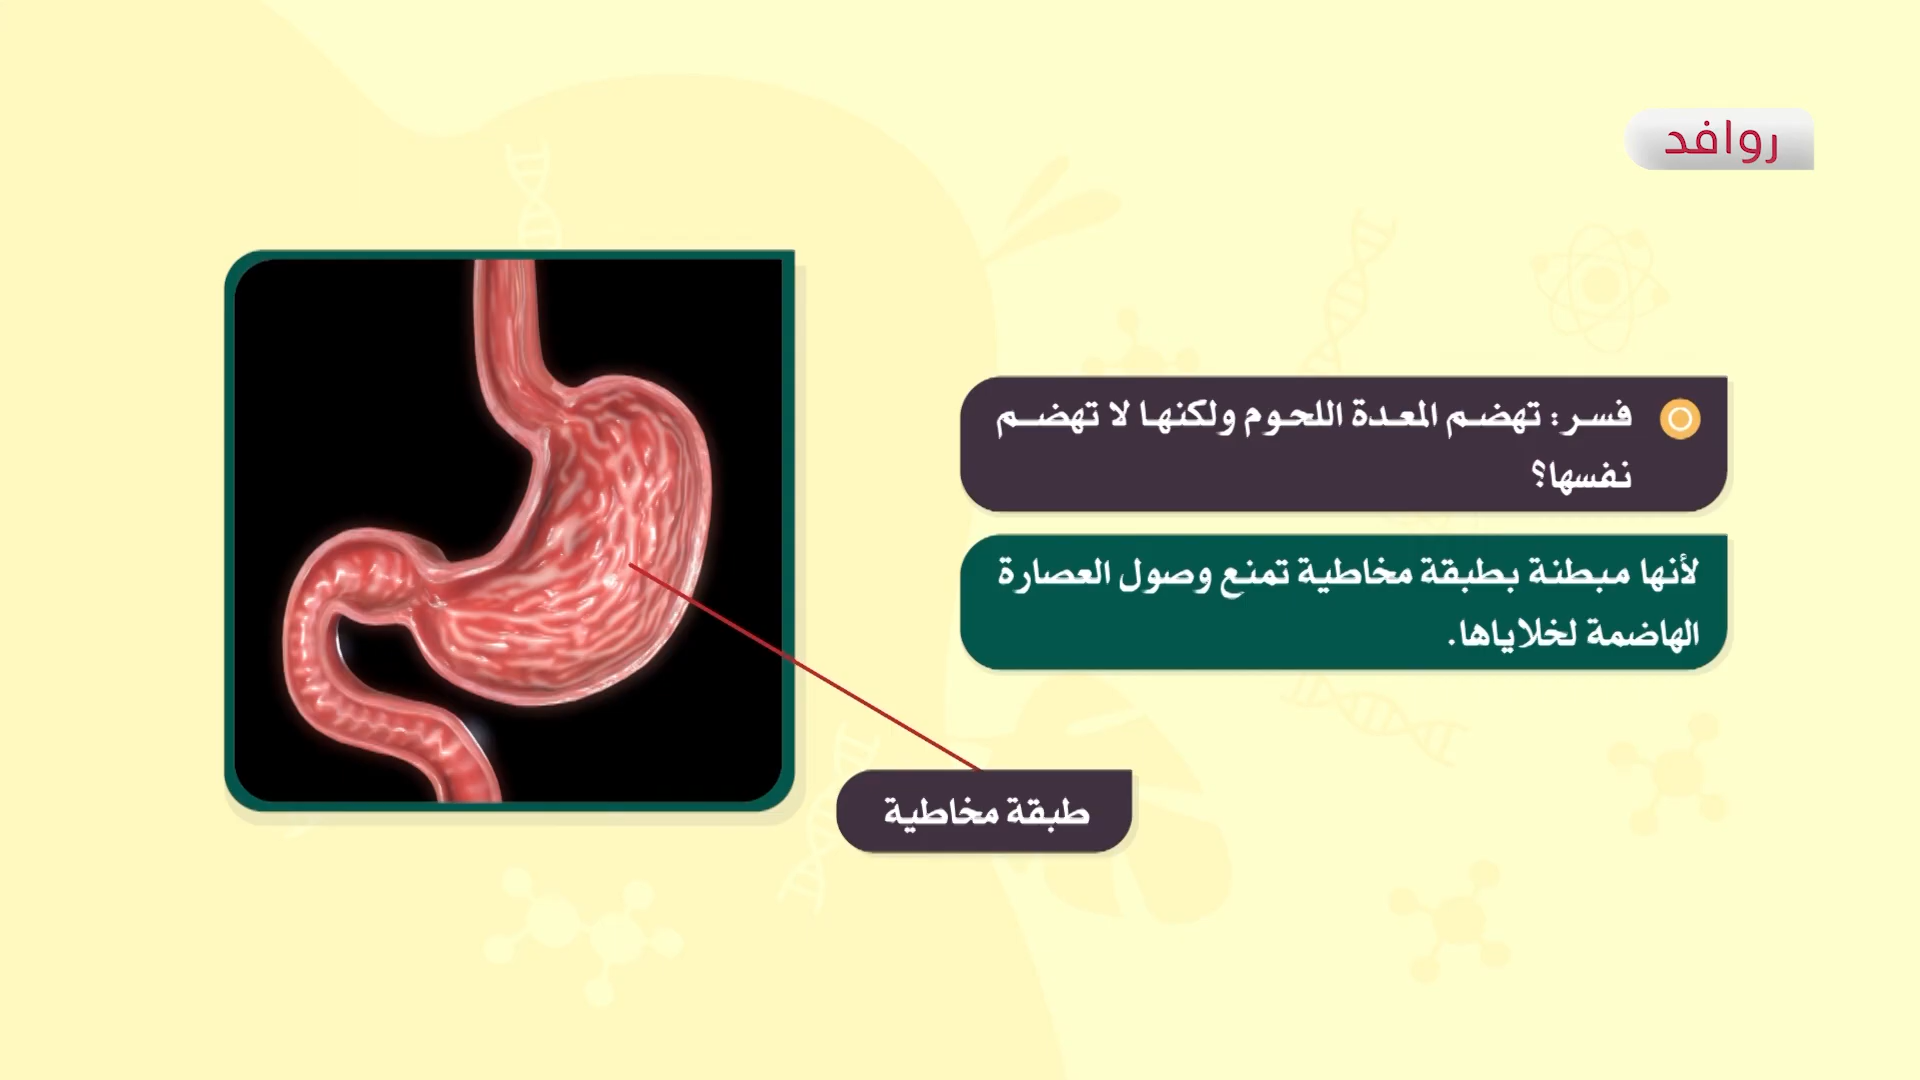 روافد
فسر: تهضم المعدة اللحوم ولكنها لا تهضم
نفسها؟
لأنها مبطنة بطبقة مخاطية تمنع وصول العصارة
الهاضمة لخلاياها.
طبقة مخاطية